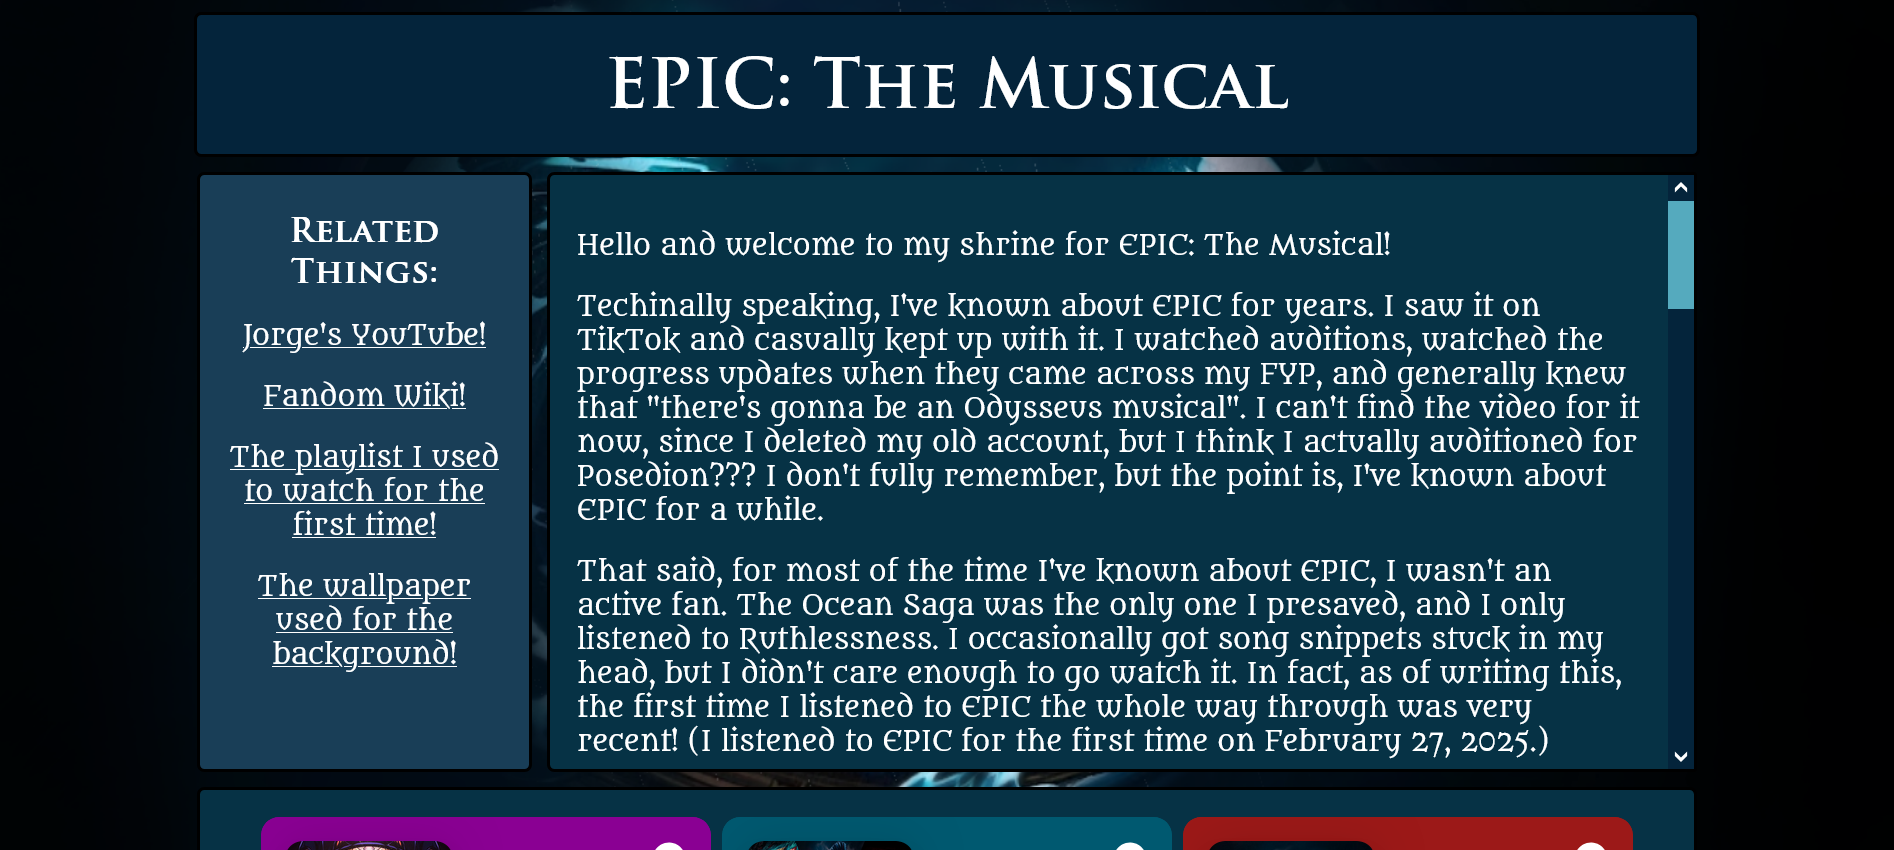 EPIC: The Musical
Related
Things:
Jorge's YouTube!
Fandom Wiki!
The playlist I used
to watch for the
first time!
The wallpaper
used for the
background!
Hello and welcome to my shrine for EPIC: The Musical!
Techinally speaking, I've known about EPIC for years. I saw it on
TikTok and casually kept up with it. I watched auditions, watched the
progress updates when they came across my FYP, and generally knew
that "there's gonna be an Odysseus musical". I can't find the video for it
now, since I deleted my old account, but I think I actually auditioned for
Posedion??? I don't fully remember, but the point is, I've known about
EPIC for a while.
That said, for most of the time I've known about EPIC, I wasn't an
active fan. The Ocean Saga was the only one I presaved, and I only
listened to Ruthlessness. I occasionally got song snippets stuck in my
head, but I didn't care enough to go watch it. In fact, as of writing this,
the first time I listened to EPIC the whole way through was very
recent! (I listened to EPIC for the first time on February 27, 2025.)